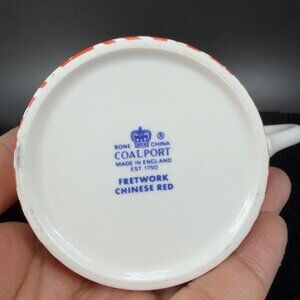 ®
BONE CHINA
COALPORT
MADE IN ENGLAND
EST 1750
FRETWORK
CHINESE RED